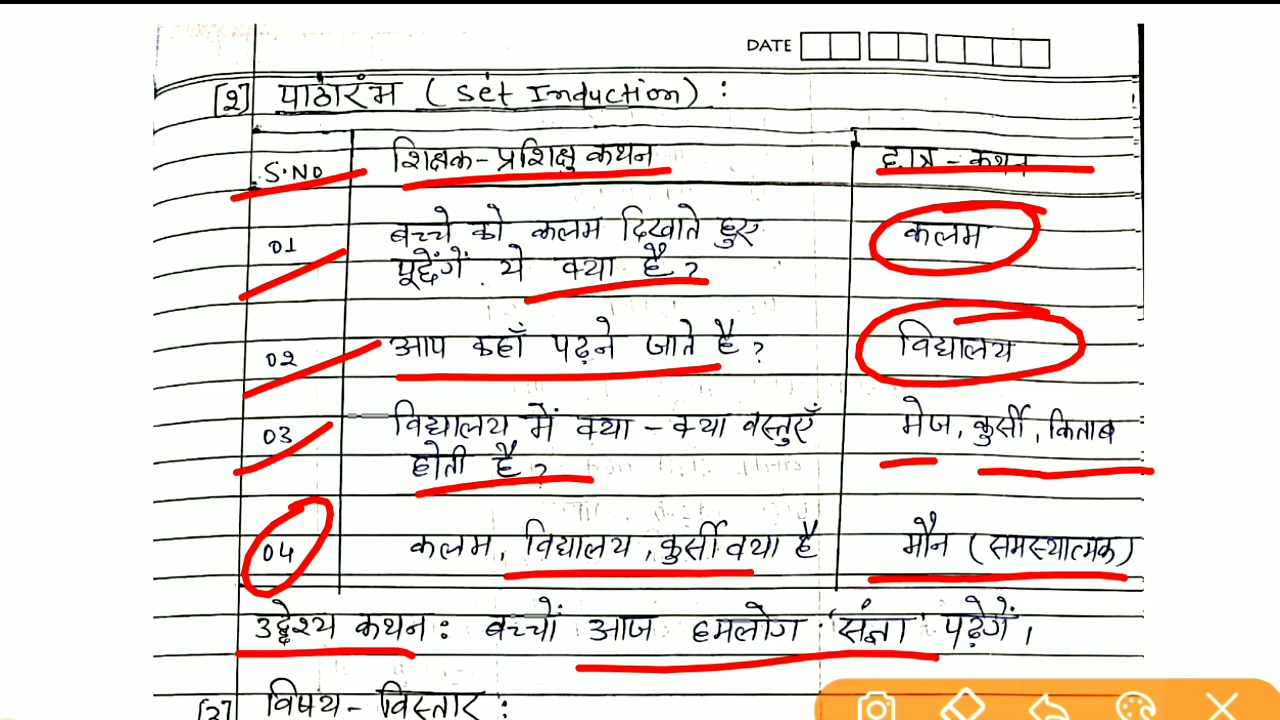 DATE
[2] पाठारंभ (Set Induction) :
S.NO शिक्षक-प्रशिक्षु कथन छात्र - कथन
01 बच्चे को कलम दिखाते हुए कलम
पूछेंगें ये क्या है?
02 आप कहाँ पढ़ने जाते है? विद्यालय
03 विद्यालय में क्या - क्या वस्तुएँ मेज, कुर्सी, किताब
होती है?
04 कलम, विद्यालय, कुर्सी क्या है मौन (समस्यात्मक)
उद्देश्य कथन: बच्चों आज हमलोग 'संज्ञा' पढ़ेगें।
[3] विषय - विस्तार :